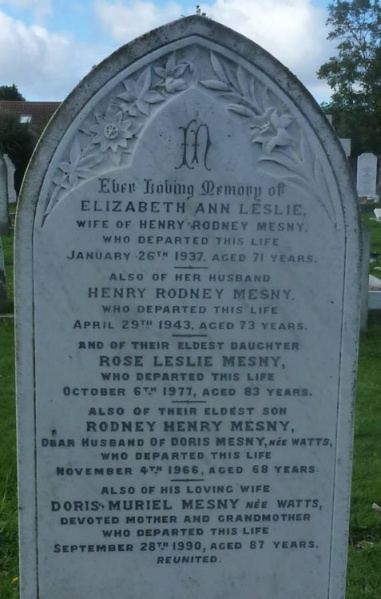 M
Ever Loving Memory of
ELIZABETH ANN LESLIE,
WIFE OF HENRY RODNEY MESNY,
WHO DEPARTED THIS LIFE
JANUARY 26TH 1937, AGED 71 YEARS.
ALSO OF HER HUSBAND
HENRY RODNEY MESNY,
WHO DEPARTED THIS LIFE
APRIL 29TH 1943, AGED 73 YEARS.
AND OF THEIR ELDEST DAUGHTER
ROSE LESLIE MESNY,
WHO DEPARTED THIS LIFE
OCTOBER 6TH 1977, AGED 83 YEARS.
ALSO OF THEIR ELDEST SON
RODNEY HENRY MESNY,
DEAR HUSBAND OF DORIS MESNY, NÉE WATTS,
WHO DEPARTED THIS LIFE
NOVEMBER 4TH 1966, AGED 68 YEARS.
ALSO OF HIS LOVING WIFE
DORIS MURIEL MESNY NÉE WATTS,
DEVOTED MOTHER AND GRANDMOTHER
WHO DEPARTED THIS LIFE
SEPTEMBER 28TH 1990, AGED 87 YEARS.
REUNITED.